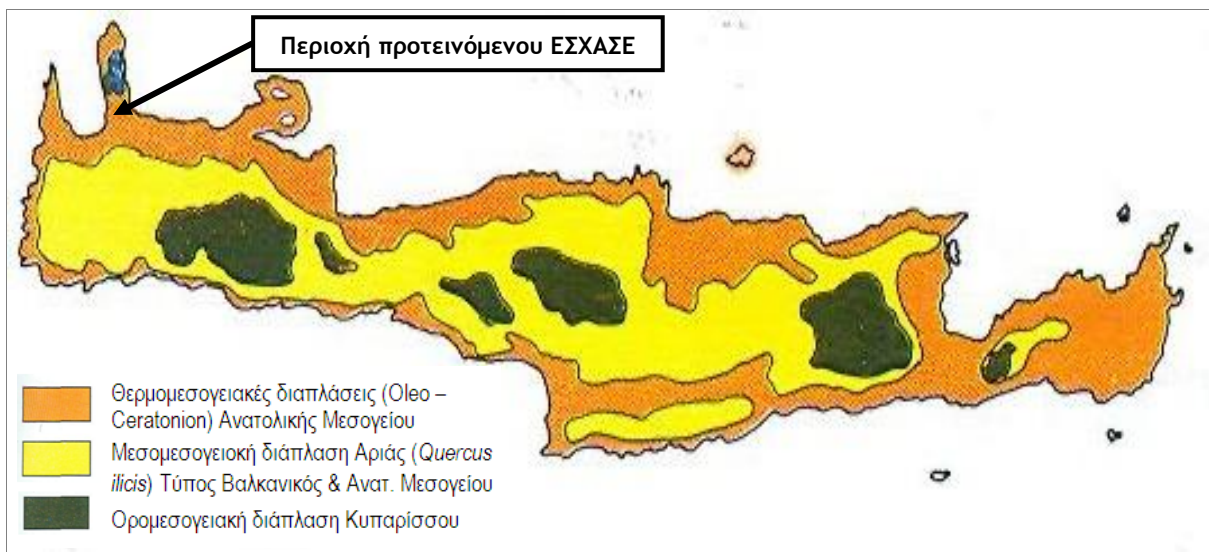 Περιοχή προτεινόμενου ΕΣΧΑΣΕ
Θερμομεσογειακές διαπλάσεις (Oleo –
Ceratonion) Ανατολικής Μεσογείου
Μεσομεσογειοκή διάπλαση Αριάς (Quercus
ilicis) Τύπος Βαλκανικός & Ανατ. Μεσογείου
Ορομεσογειακή διάπλαση Κυπαρίσσου